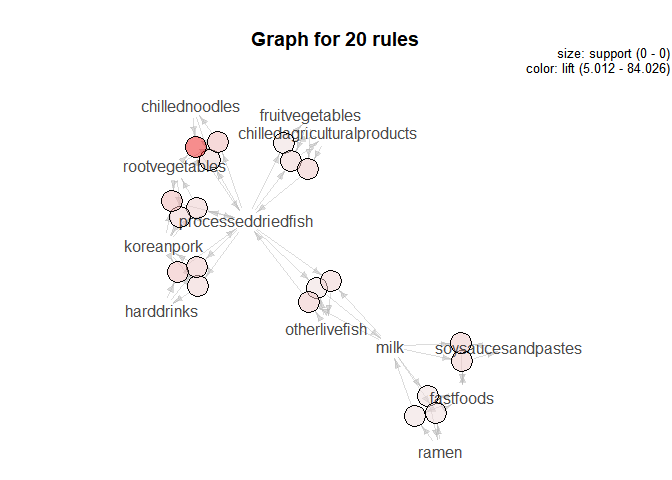 Graph for 20 rules
size: support (0 - 0)
color: lift (5.012 - 84.026)
chillednoodles
fruitvegetables
chilledagriculturalproducts
rootvegetables
processeddriedfish
koreanpork
harddrinks
otherlivefish
milk
soysaucesandpastes
fastfoods
ramen